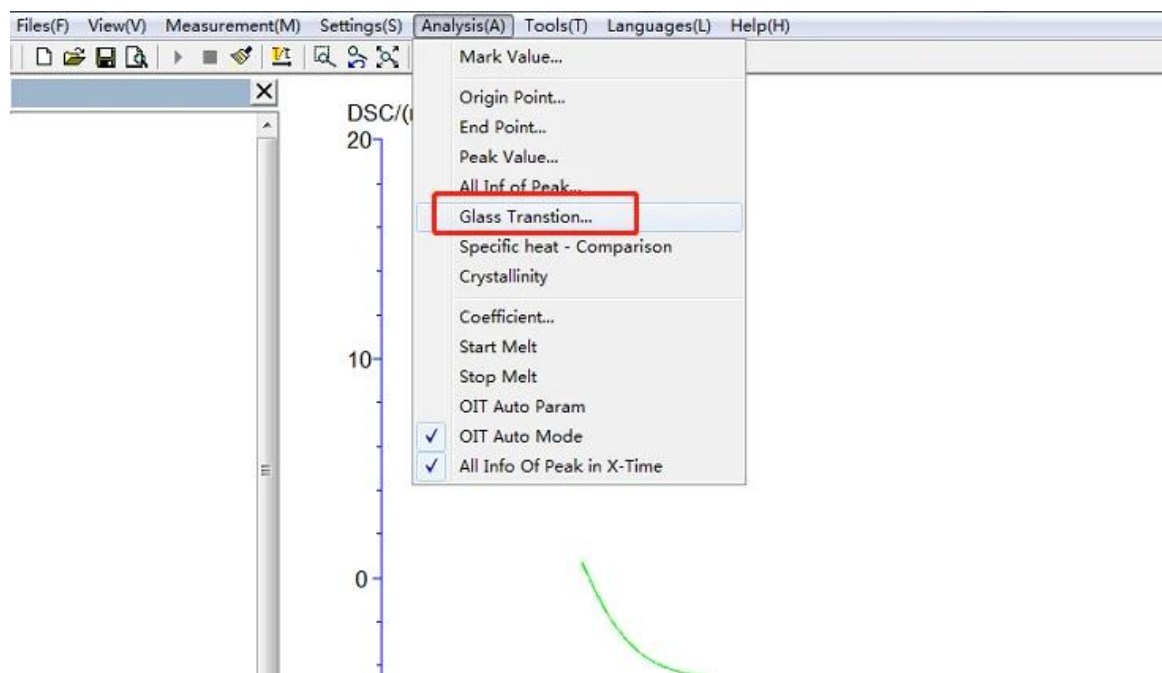 Files(F) View(V) Measurement(M) Settings(S) Analysis(A) Tools(T) Languages(L) Help(H)
Mark Value...
Origin Point...
End Point...
Peak Value...
All Inf of Peak...
Glass Transtion...
Specific heat - Comparison
Crystallinity
Coefficient...
Start Melt
Stop Melt
OIT Auto Param
OIT Auto Mode
All Info Of Peak in X-Time
DSC/(
20
10
0